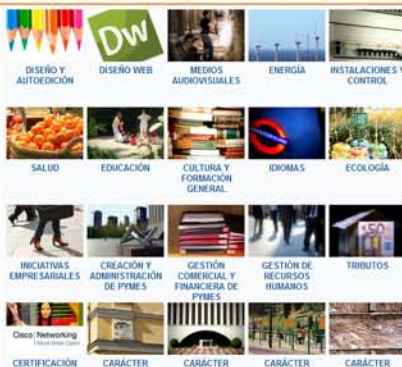 Dw
DISEÑO Y
AUTOEDICIÓN
DISEÑO WEB
MEDIOS
AUDIOVISUALES
ENERGÍA
INSTALACIONES Y
CONTROL
SALUD
EDUCACIÓN
CULTURA Y
FORMACIÓN
GENERAL
IDIOMAS
ECOLOGÍA
150
INICIATIVAS
EMPRESARIALES
CREACIÓN Y
ADMINISTRACIÓN
DE PYMES
GESTIÓN
COMERCIAL Y
FINANCIERA DE
PYMES
GESTIÓN DE
RECURSOS
HUMANOS
TRIBUTOS
Cisco Networking
CERTIFICACIÓN
CARÁCTER
CARÁCTER
CARÁCTER
CARÁCTER